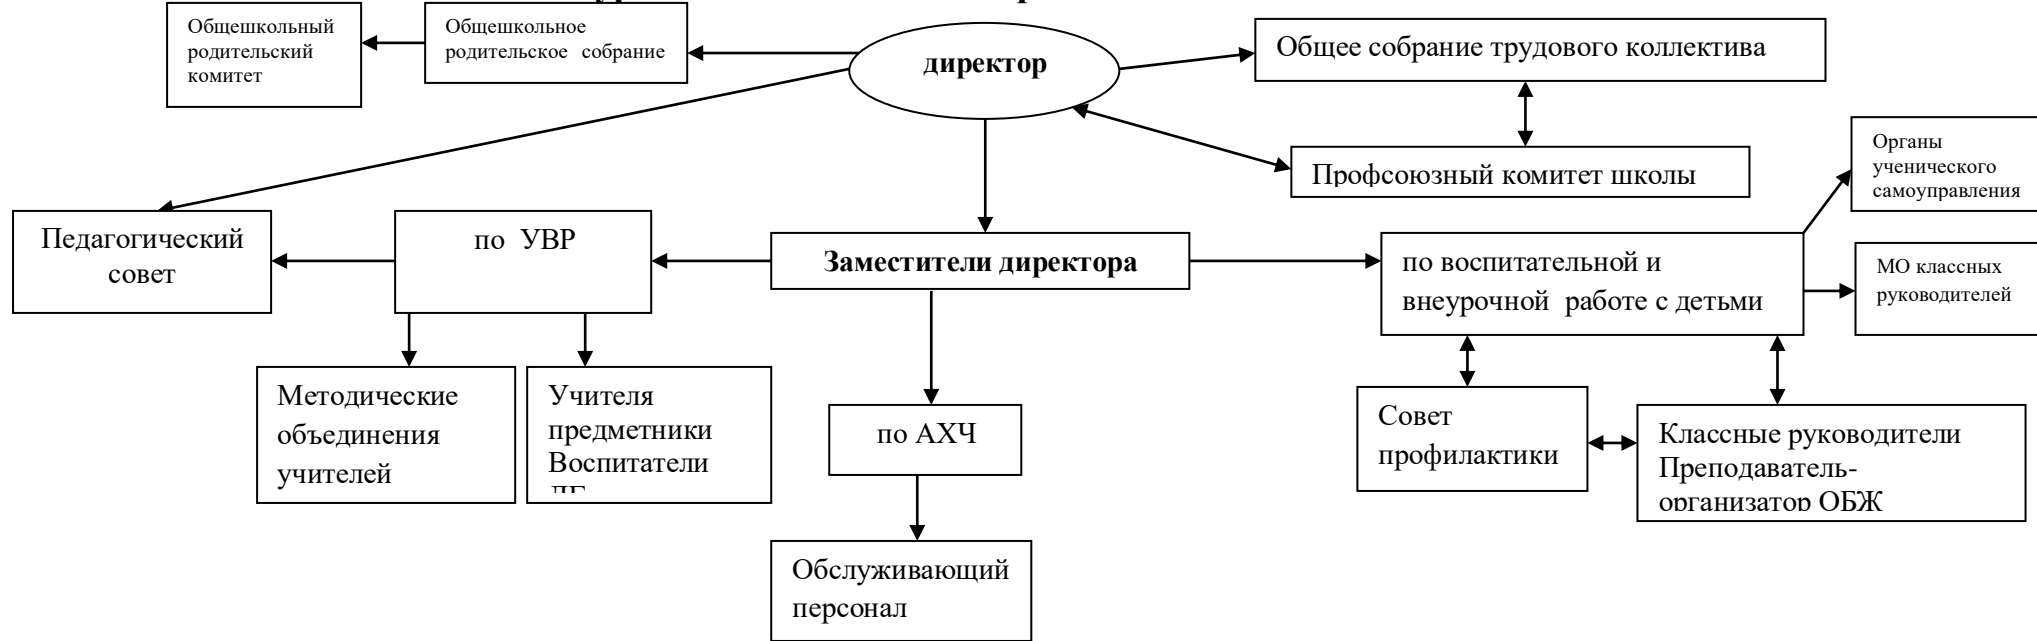 Общешкольный
родительский
комитет
Общешкольное
родительское собрание
директор
Общее собрание трудового коллектива
Профсоюзный комитет школы
Органы
ученического
самоуправления
Педагогический
совет
по УВР
Заместители директора
по воспитательной и
внеурочной работе с детьми
МО классных
руководителей
Методические
объединения
учителей
Учителя
предметники
Воспитатели
по АХЧ
Совет
профилактики
Классные руководители
Преподаватель-
организатор ОБЖ
Обслуживающий
персонал